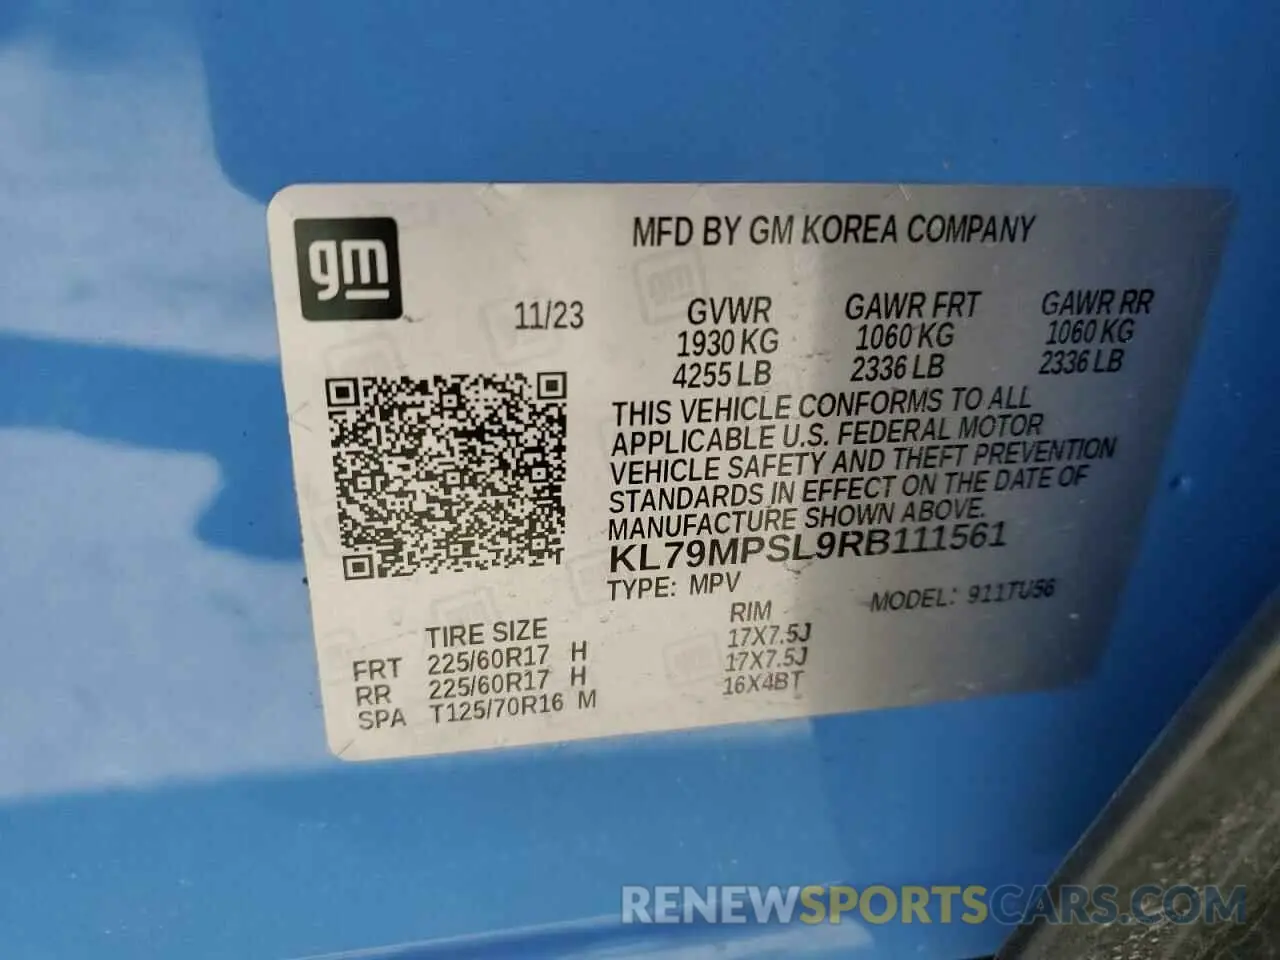 gm
MFD BY GM KOREA COMPANY
11/23
GVWR GAWR FRT GAWR RR
1930 KG 1060 KG 1060 KG
4255 LB 2336 LB 2336 LB
THIS VEHICLE CONFORMS TO ALL
APPLICABLE U.S. FEDERAL MOTOR
VEHICLE SAFETY AND THEFT PREVENTION
STANDARDS IN EFFECT ON THE DATE OF
MANUFACTURE SHOWN ABOVE.
KL79MPSL9RB111561
TYPE: MPV MODEL: 911TU56
TIRE SIZE RIM
FRT 225/60R17 H 17X7.5J
RR 225/60R17 H 17X7.5J
SPA T125/70R16 M 16X4BT
RENEWSPORTSCARS.COM